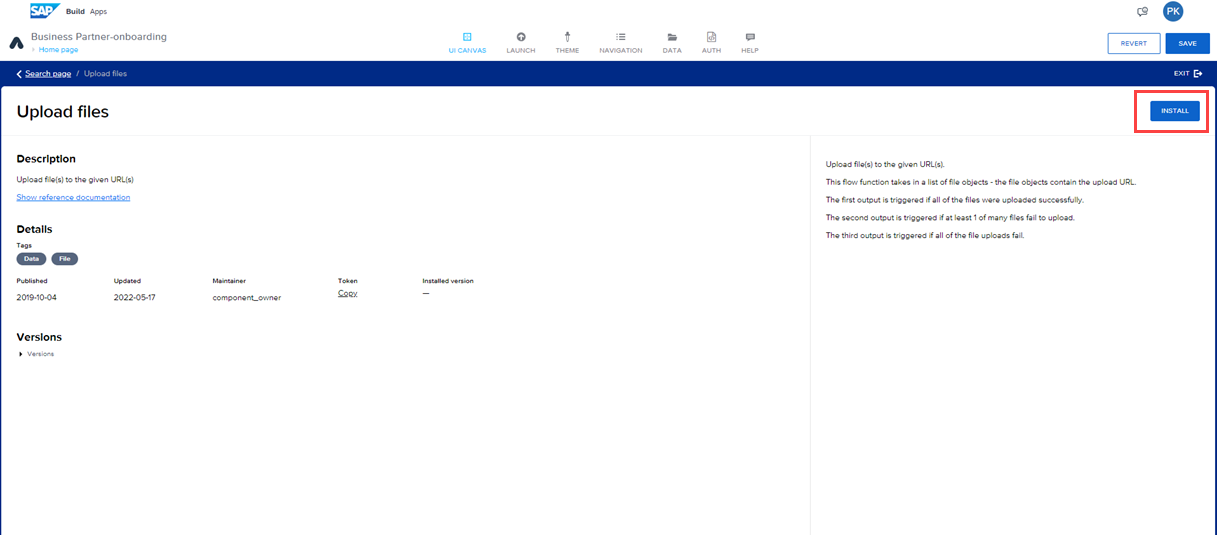 SAP Build Apps
PK
Business Partner-onboarding
Home page
UI CANVAS LAUNCH THEME NAVIGATION DATA AUTH HELP
REVERT SAVE
Search page / Upload files
EXIT
Upload files
INSTALL
Description
Upload file(s) to the given URL(s)
Show reference documentation
Details
Tags
Data File
Published Updated Maintainer Token Installed version
2019-10-04 2022-05-17 component_owner Copy —
Versions
Versions
Upload file(s) to the given URL(s).
This flow function takes in a list of file objects - the file objects contain the upload URL.
The first output is triggered if all of the files were uploaded successfully.
The second output is triggered if at least 1 of many files fail to upload.
The third output is triggered if all of the file uploads fail.